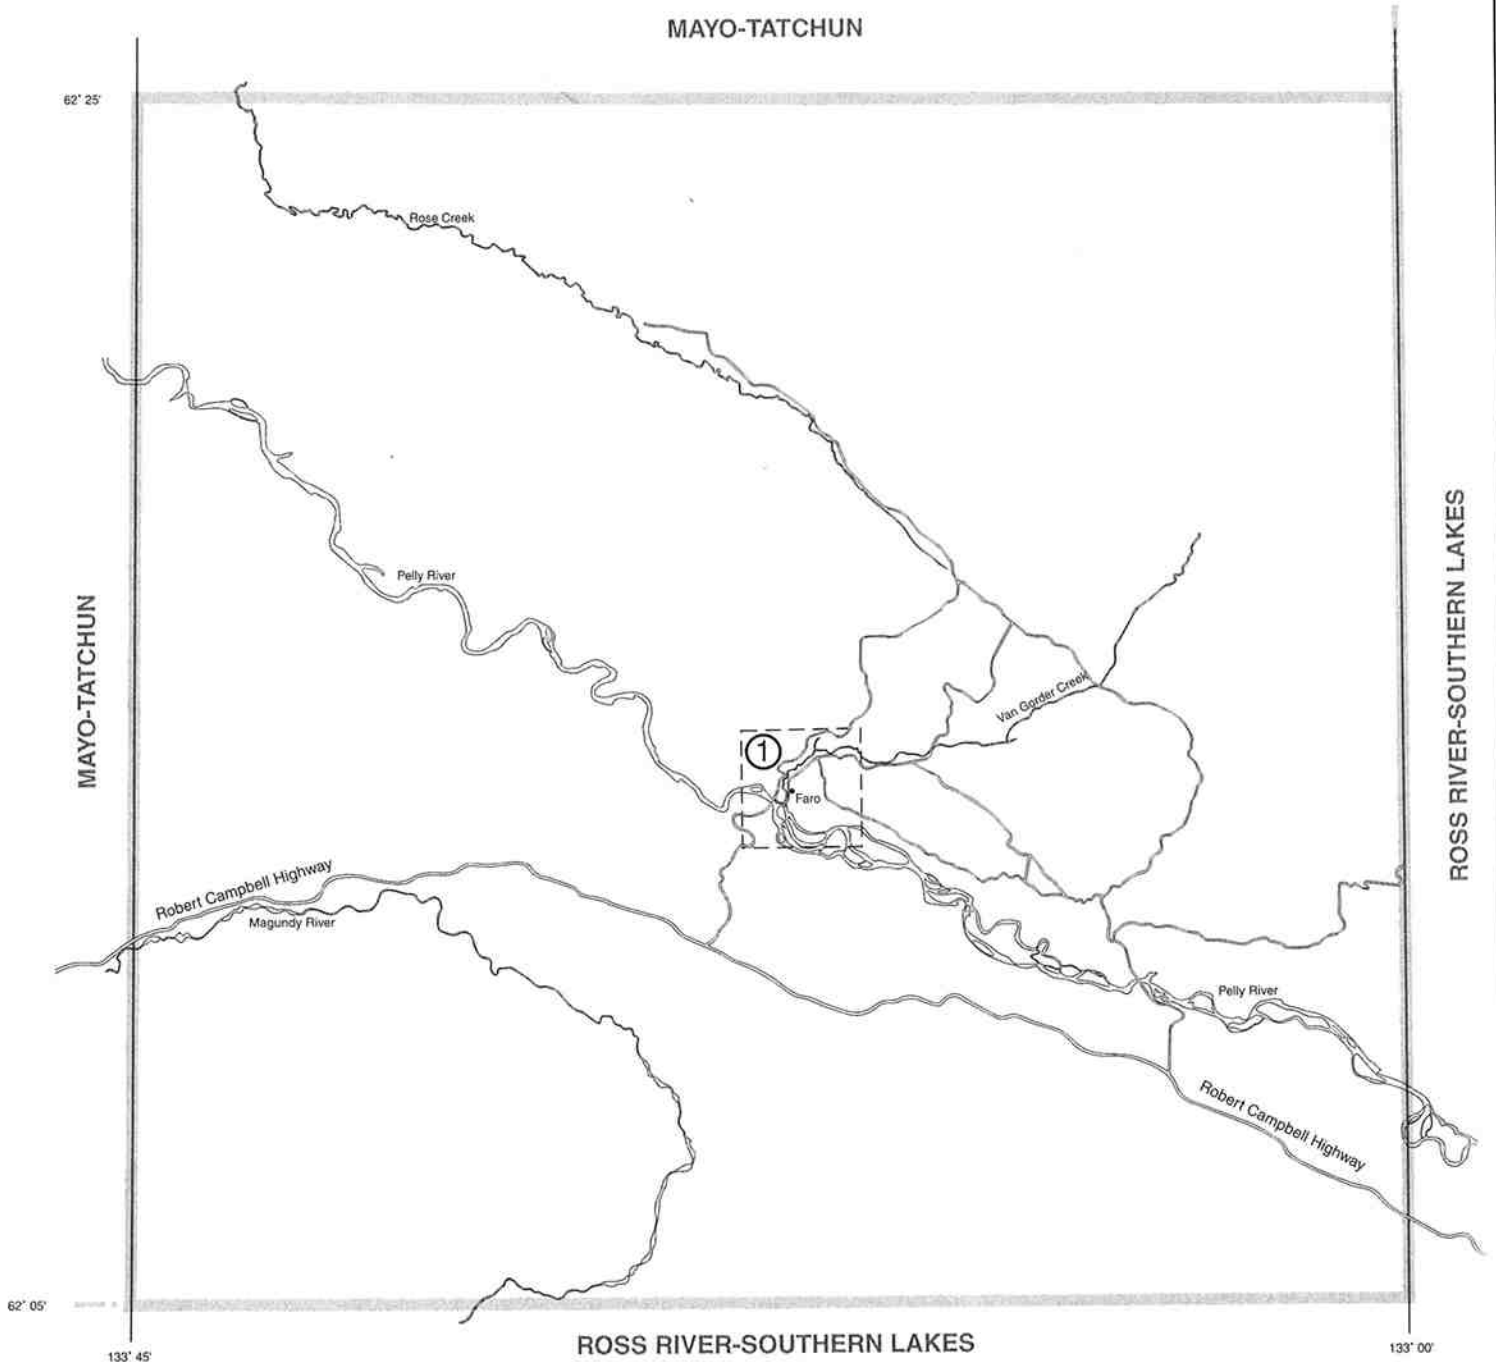 MAYO-TATCHUN
62° 25'
Rose Creek
Pelly River
MAYO-TATCHUN
ROSS RIVER-SOUTHERN LAKES
Van Gorder Creek
1
Faro
Robert Campbell Highway
Magundy River
Pelly River
Robert Campbell Highway
62° 05'
ROSS RIVER-SOUTHERN LAKES
133° 45'
133° 00'